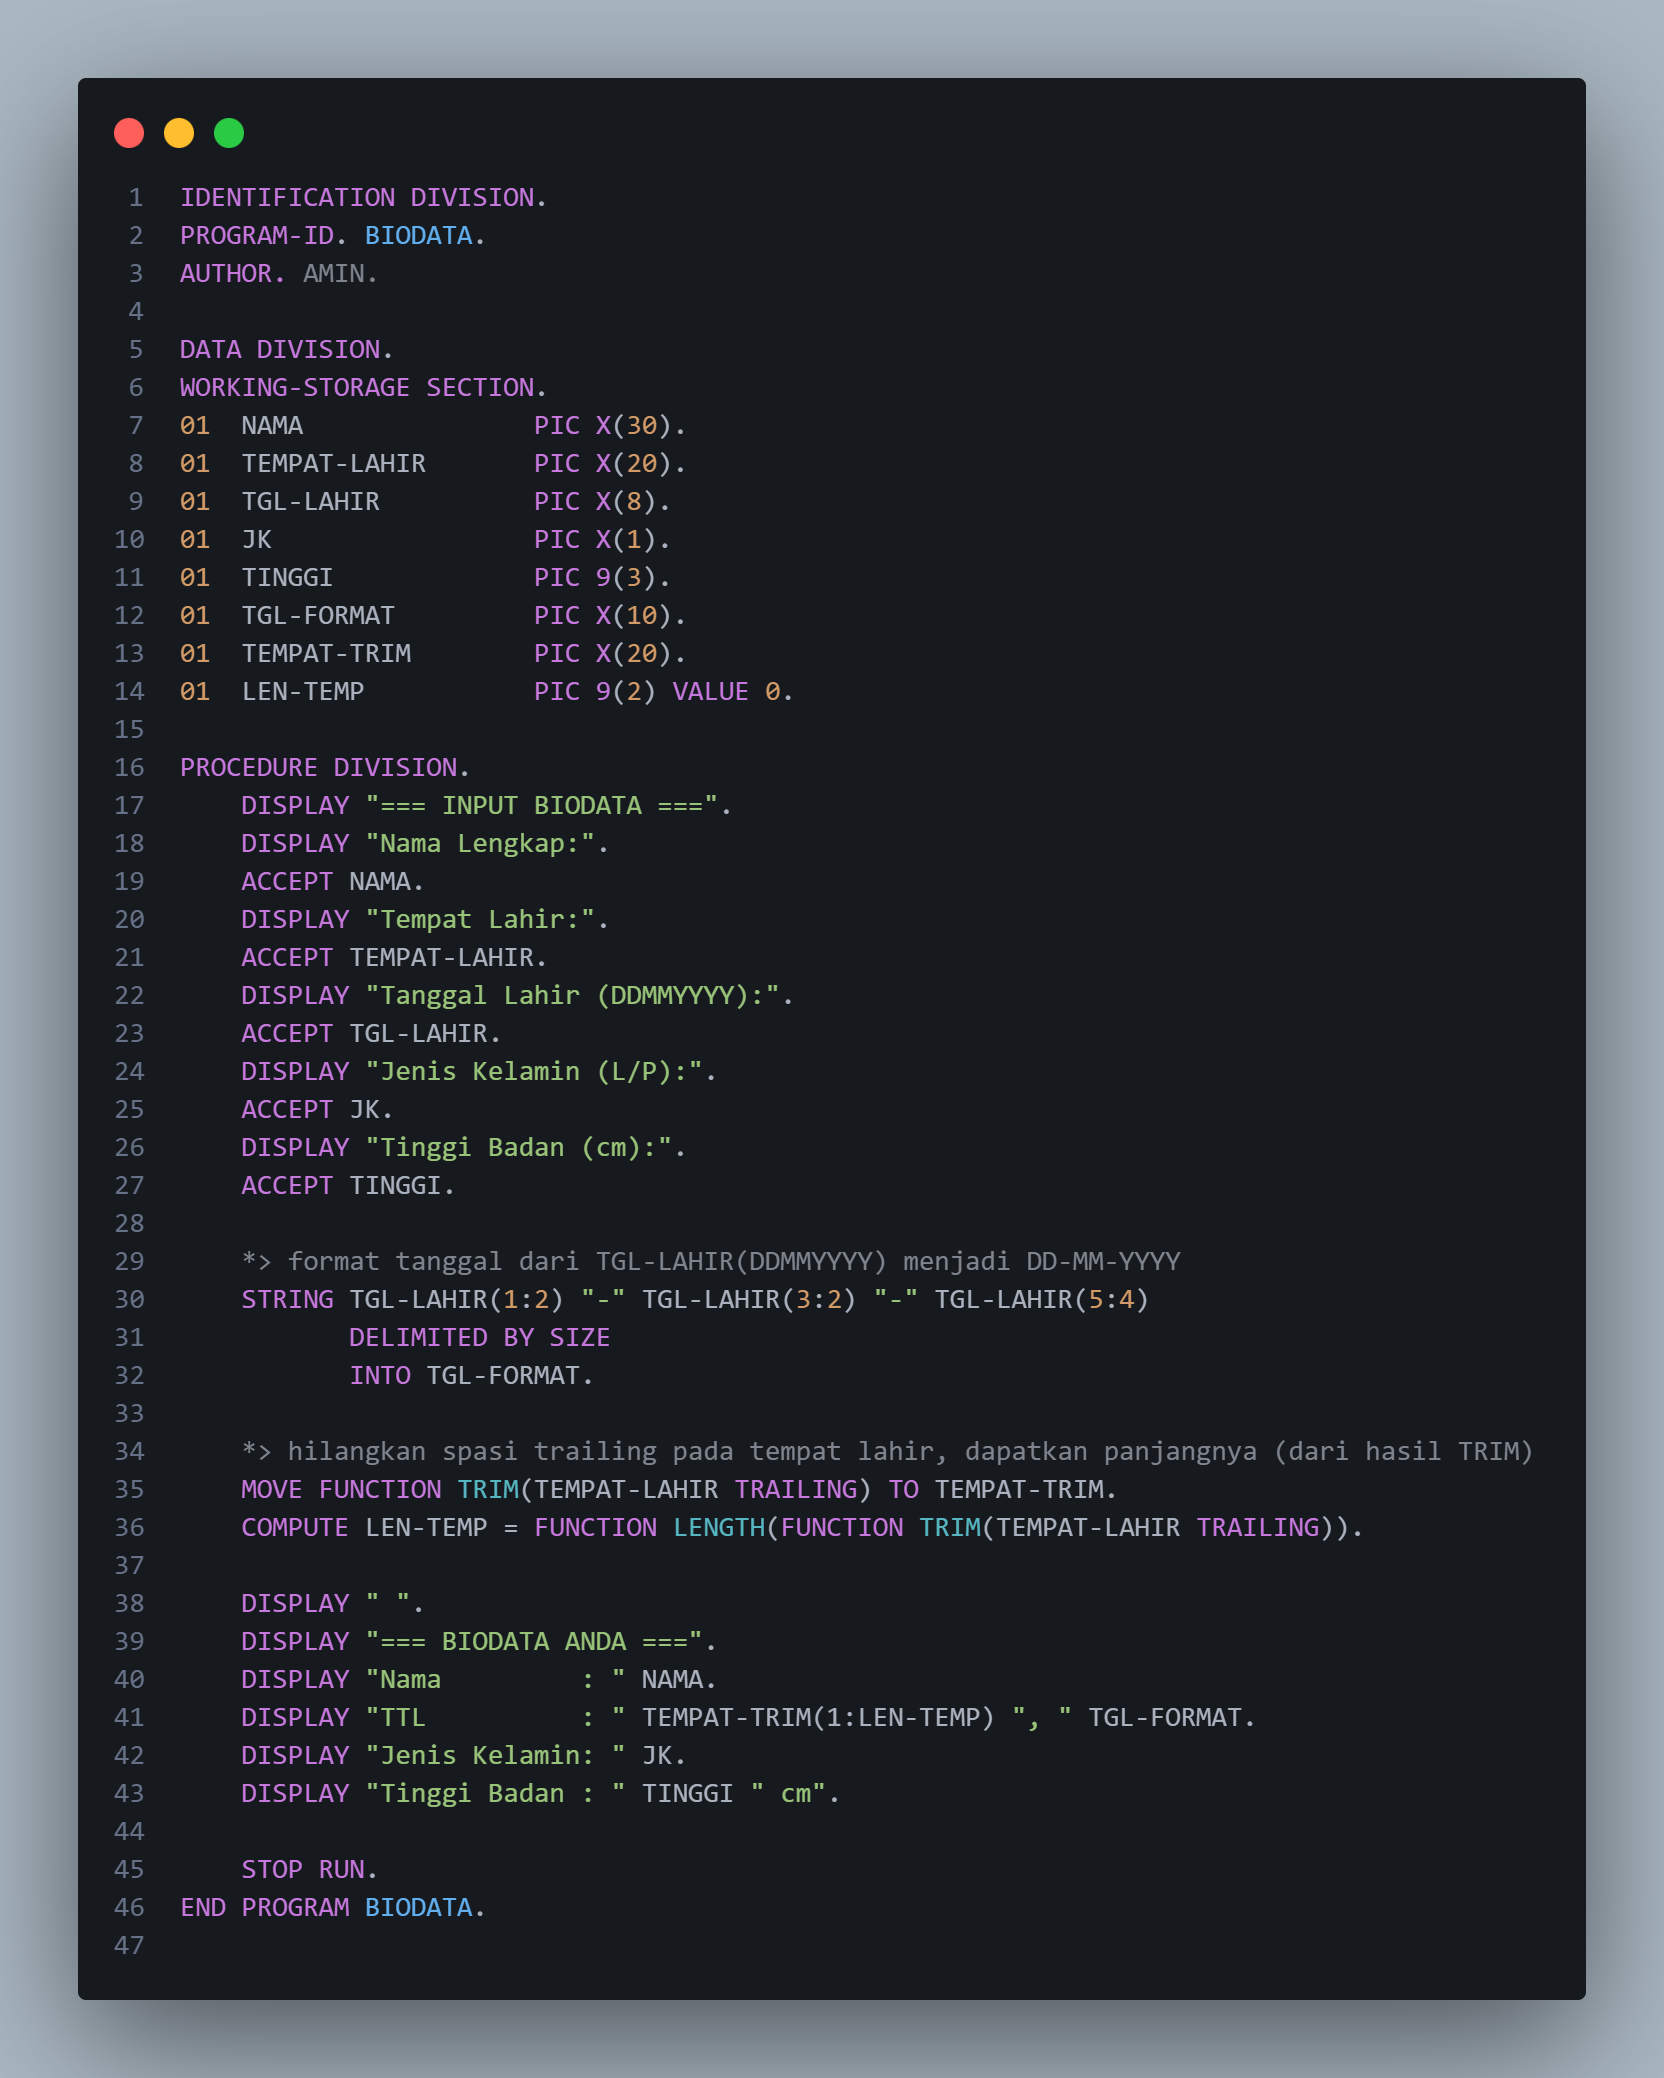 1 IDENTIFICATION DIVISION.
2 PROGRAM-ID. BIODATA.
3 AUTHOR. AMIN.
4
5 DATA DIVISION.
6 WORKING-STORAGE SECTION.
7 01  NAMA               PIC X(30).
8 01  TEMPAT-LAHIR       PIC X(20).
9 01  TGL-LAHIR          PIC X(8).
10 01  JK                 PIC X(1).
11 01  TINGGI             PIC 9(3).
12 01  TGL-FORMAT         PIC X(10).
13 01  TEMPAT-TRIM        PIC X(20).
14 01  LEN-TEMP           PIC 9(2) VALUE 0.
15
16 PROCEDURE DIVISION.
17     DISPLAY "=== INPUT BIODATA ===".
18     DISPLAY "Nama Lengkap:".
19     ACCEPT NAMA.
20     DISPLAY "Tempat Lahir:".
21     ACCEPT TEMPAT-LAHIR.
22     DISPLAY "Tanggal Lahir (DDMMYYYY):".
23     ACCEPT TGL-LAHIR.
24     DISPLAY "Jenis Kelamin (L/P):".
25     ACCEPT JK.
26     DISPLAY "Tinggi Badan (cm):".
27     ACCEPT TINGGI.
28
29     *> format tanggal dari TGL-LAHIR(DDMMYYYY) menjadi DD-MM-YYYY
30     STRING TGL-LAHIR(1:2) "-" TGL-LAHIR(3:2) "-" TGL-LAHIR(5:4)
31            DELIMITED BY SIZE
32            INTO TGL-FORMAT.
33
34     *> hilangkan spasi trailing pada tempat lahir, dapatkan panjangnya (dari hasil TRIM)
35     MOVE FUNCTION TRIM(TEMPAT-LAHIR TRAILING) TO TEMPAT-TRIM.
36     COMPUTE LEN-TEMP = FUNCTION LENGTH(FUNCTION TRIM(TEMPAT-LAHIR TRAILING)).
37
38     DISPLAY " ".
39     DISPLAY "=== BIODATA ANDA ===".
40     DISPLAY "Nama         : " NAMA.
41     DISPLAY "TTL          : " TEMPAT-TRIM(1:LEN-TEMP) ", " TGL-FORMAT.
42     DISPLAY "Jenis Kelamin: " JK.
43     DISPLAY "Tinggi Badan : " TINGGI " cm".
44
45     STOP RUN.
46 END PROGRAM BIODATA.
47